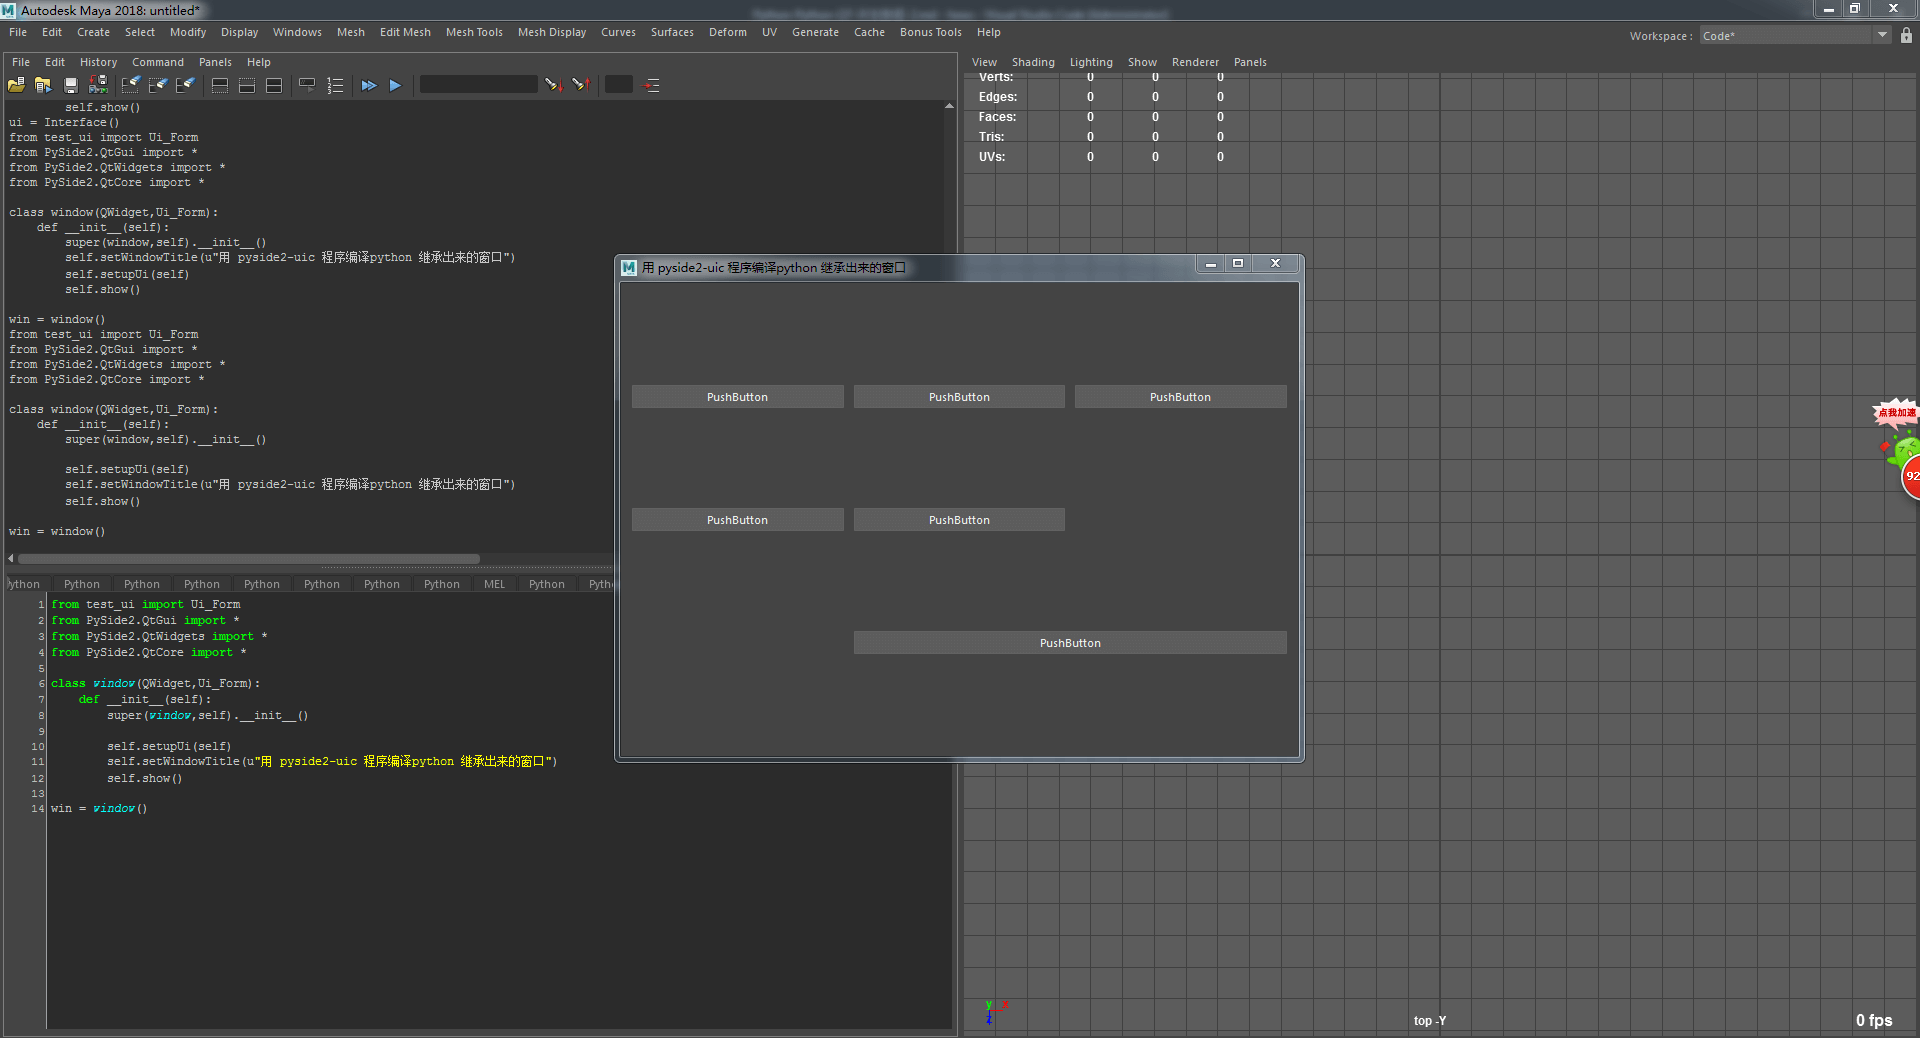 Autodesk Maya 2018: untitled*
File Edit Create Select Modify Display Windows Mesh Edit Mesh Mesh Tools Mesh Display Curves Surfaces Deform UV Generate Cache Bonus Tools Help
Workspace : Code*
File Edit History Command Panels Help
self.show()
ui = Interface()
from test_ui import Ui_Form
from PySide2.QtGui import *
from PySide2.QtWidgets import *
from PySide2.QtCore import *
class window(QWidget,Ui_Form):
def __init__(self):
super(window,self).__init__()
self.setWindowTitle(u"用 pyside2-uic 程序编译python 继承出来的窗口")
self.setupUi(self)
self.show()
win = window()
from test_ui import Ui_Form
from PySide2.QtGui import *
from PySide2.QtWidgets import *
from PySide2.QtCore import *
class window(QWidget,Ui_Form):
def __init__(self):
super(window,self).__init__()
self.setupUi(self)
self.setWindowTitle(u"用 pyside2-uic 程序编译python 继承出来的窗口")
self.show()
win = window()
ython Python Python Python Python Python Python Python MEL Python Pyth
1 from test_ui import Ui_Form
2 from PySide2.QtGui import *
3 from PySide2.QtWidgets import *
4 from PySide2.QtCore import *
5
6 class window(QWidget,Ui_Form):
7 def __init__(self):
8 super(window,self).__init__()
9
10 self.setupUi(self)
11 self.setWindowTitle(u"用 pyside2-uic 程序编译python 继承出来的窗口")
12 self.show()
13
14 win = window()
用 pyside2-uic 程序编译python 继承出来的窗口
PushButton PushButton PushButton
PushButton PushButton
PushButton
View Shading Lighting Show Renderer Panels
Verts: 0 0 0
Edges: 0 0 0
Faces: 0 0 0
Tris: 0 0 0
UVs: 0 0 0
点我加速
92
y x
z
top -Y
0 fps